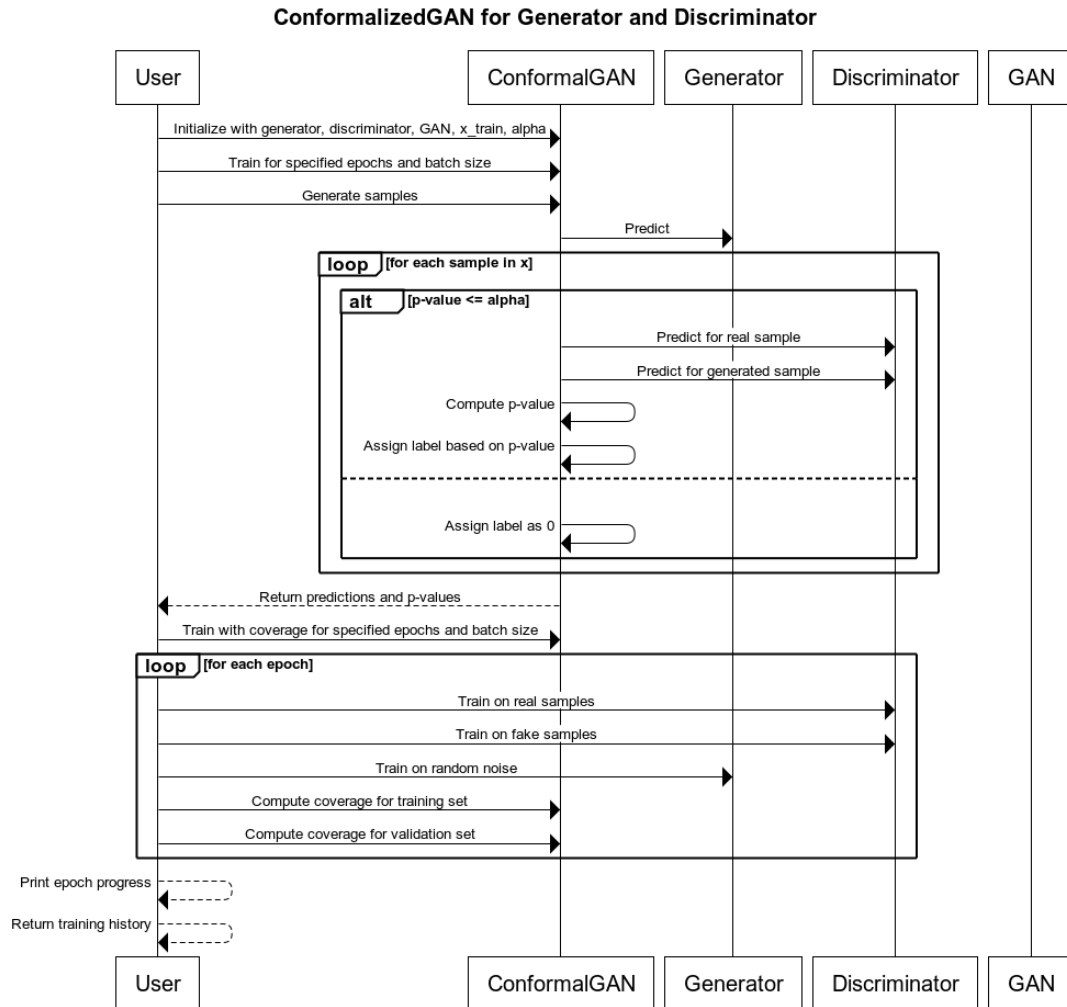 ConformalizedGAN for Generator and Discriminator
User
ConformalGAN
Generator
Discriminator
GAN
Initialize with generator, discriminator, GAN, x_train, alpha
Train for specified epochs and batch size
Generate samples
Predict
loop [for each sample in x]
alt [p-value <= alpha]
Predict for real sample
Predict for generated sample
Compute p-value
Assign label based on p-value
Assign label as 0
Return predictions and p-values
Train with coverage for specified epochs and batch size
loop [for each epoch]
Train on real samples
Train on fake samples
Train on random noise
Compute coverage for training set
Compute coverage for validation set
Print epoch progress
Return training history
User
ConformalGAN
Generator
Discriminator
GAN